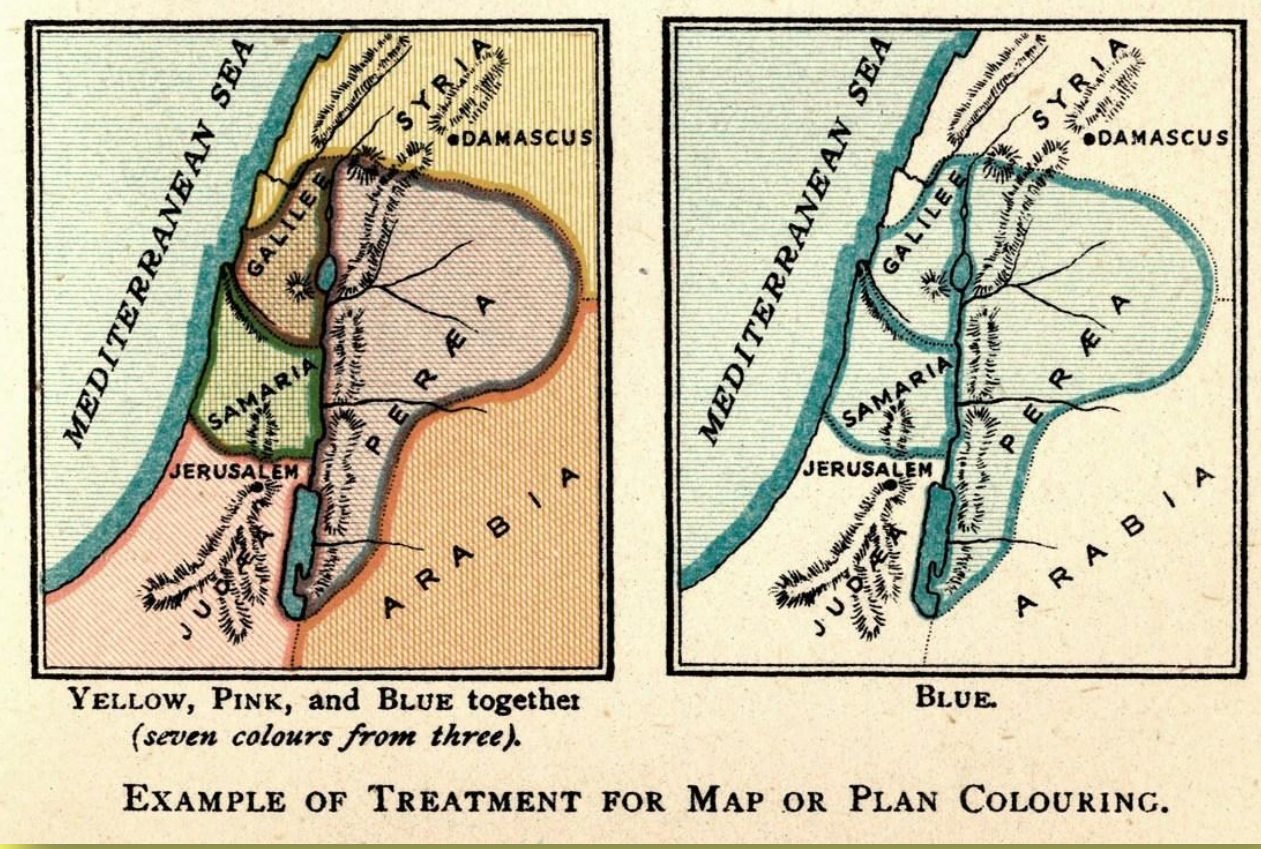 MEDITERRANEAN SEA
SYRIA
DAMASCUS
GALILEE
PERÆA
SAMARIA
JERUSALEM
JUDÆA
ARABIA
YELLOW, PINK, and BLUE together
(seven colours from three).
MEDITERRANEAN SEA
SYRIA
DAMASCUS
GALILEE
PERÆA
SAMARIA
JERUSALEM
JUDÆA
ARABIA
BLUE.
EXAMPLE OF TREATMENT FOR MAP OR PLAN COLOURING.